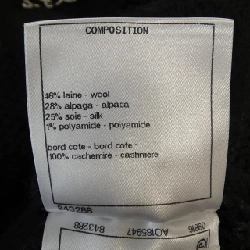 COMPOSITION
46% laine - wool
28% alpaga - alpaca
25% soie - silk
1% polyamide - polyamide
bord cote - bord cote -
100% cachemire - cashmere